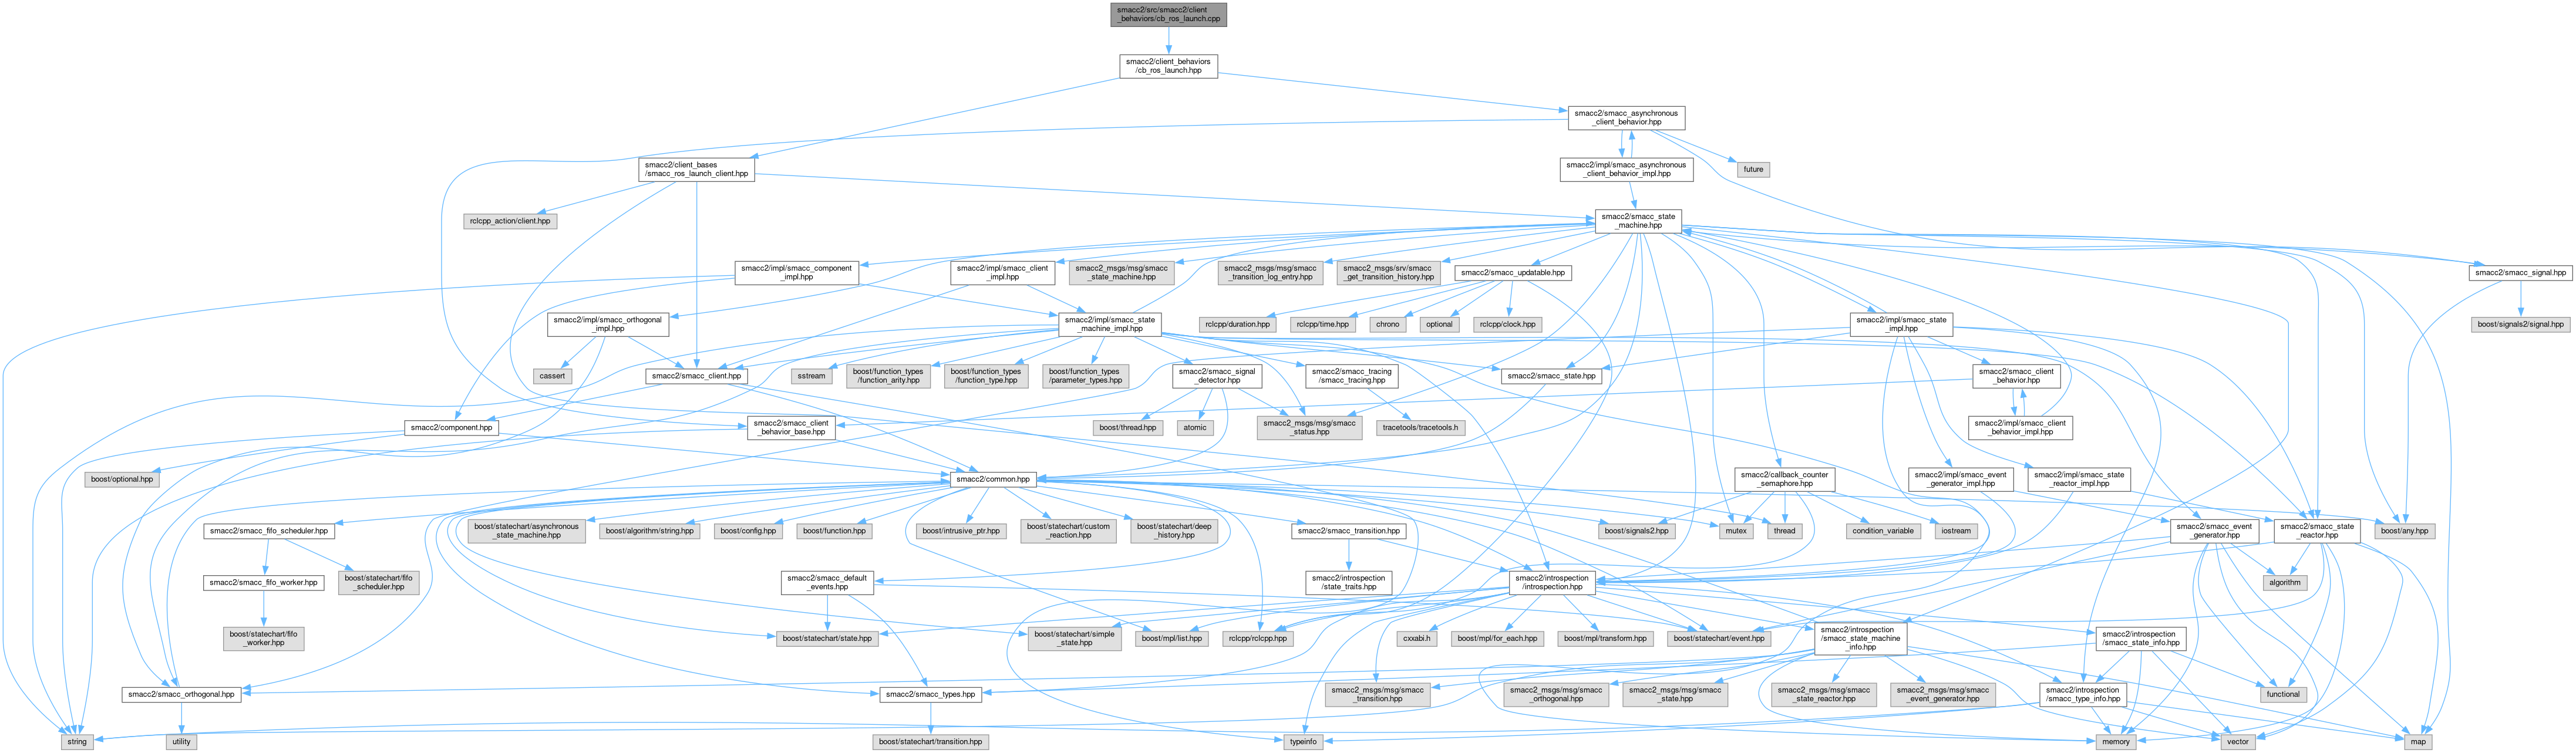 smacc2/src/smacc2/client
_behaviors/cb_ros_launch.cpp
smacc2/client_behaviors
/cb_ros_launch.hpp
smacc2/smacc_asynchronous
_client_behavior.hpp
smacc2/client_bases
/smacc_ros_launch_client.hpp
smacc2/impl/smacc_asynchronous
_client_behavior_impl.hpp
future
rclcpp_action/client.hpp
smacc2/smacc_state
_machine.hpp
smacc2/impl/smacc_component
_impl.hpp
smacc2/impl/smacc_client
_impl.hpp
smacc2_msgs/msg/smacc
_state_machine.hpp
smacc2_msgs/msg/smacc
_transition_log_entry.hpp
smacc2_msgs/srv/smacc
_get_transition_history.hpp
smacc2/smacc_updatable.hpp
smacc2/smacc_signal.hpp
smacc2/impl/smacc_orthogonal
_impl.hpp
smacc2/impl/smacc_state
_machine_impl.hpp
rclcpp/duration.hpp
rclcpp/time.hpp
chrono
optional
rclcpp/clock.hpp
smacc2/impl/smacc_state
_impl.hpp
boost/signals2/signal.hpp
cassert
smacc2/smacc_client.hpp
sstream
boost/function_types
/function_arity.hpp
boost/function_types
/function_type.hpp
boost/function_types
/parameter_types.hpp
smacc2/smacc_signal
_detector.hpp
smacc2/smacc_tracing
/smacc_tracing.hpp
smacc2/smacc_state.hpp
smacc2/smacc_client
_behavior.hpp
smacc2/component.hpp
smacc2/smacc_client
_behavior_base.hpp
boost/thread.hpp
atomic
smacc2_msgs/msg/smacc
_status.hpp
tracetools/tracetools.h
smacc2/impl/smacc_client
_behavior_impl.hpp
boost/optional.hpp
smacc2/common.hpp
smacc2/callback_counter
_semaphore.hpp
smacc2/impl/smacc_event
_generator_impl.hpp
smacc2/impl/smacc_state
_reactor_impl.hpp
smacc2/smacc_fifo_scheduler.hpp
boost/statechart/asynchronous
_state_machine.hpp
boost/algorithm/string.hpp
boost/config.hpp
boost/function.hpp
boost/intrusive_ptr.hpp
boost/statechart/custom
_reaction.hpp
boost/statechart/deep
_history.hpp
smacc2/smacc_transition.hpp
boost/signals2.hpp
mutex
thread
condition_variable
iostream
smacc2/smacc_event
_generator.hpp
smacc2/smacc_state
_reactor.hpp
boost/any.hpp
smacc2/smacc_fifo_worker.hpp
boost/statechart/fifo
_scheduler.hpp
smacc2/smacc_default
_events.hpp
smacc2/introspection
/state_traits.hpp
smacc2/introspection
/introspection.hpp
algorithm
boost/statechart/fifo
_worker.hpp
boost/statechart/state.hpp
boost/statechart/simple
_state.hpp
boost/mpl/list.hpp
rclcpp/rclcpp.hpp
cxxabi.h
boost/mpl/for_each.hpp
boost/mpl/transform.hpp
boost/statechart/event.hpp
smacc2/introspection
/smacc_state_machine
_info.hpp
smacc2/introspection
/smacc_state_info.hpp
smacc2/smacc_orthogonal.hpp
smacc2/smacc_types.hpp
smacc2_msgs/msg/smacc
_transition.hpp
smacc2_msgs/msg/smacc
_orthogonal.hpp
smacc2_msgs/msg/smacc
_state.hpp
smacc2_msgs/msg/smacc
_state_reactor.hpp
smacc2_msgs/msg/smacc
_event_generator.hpp
smacc2/introspection
/smacc_type_info.hpp
functional
string
utility
boost/statechart/transition.hpp
typeinfo
memory
vector
map